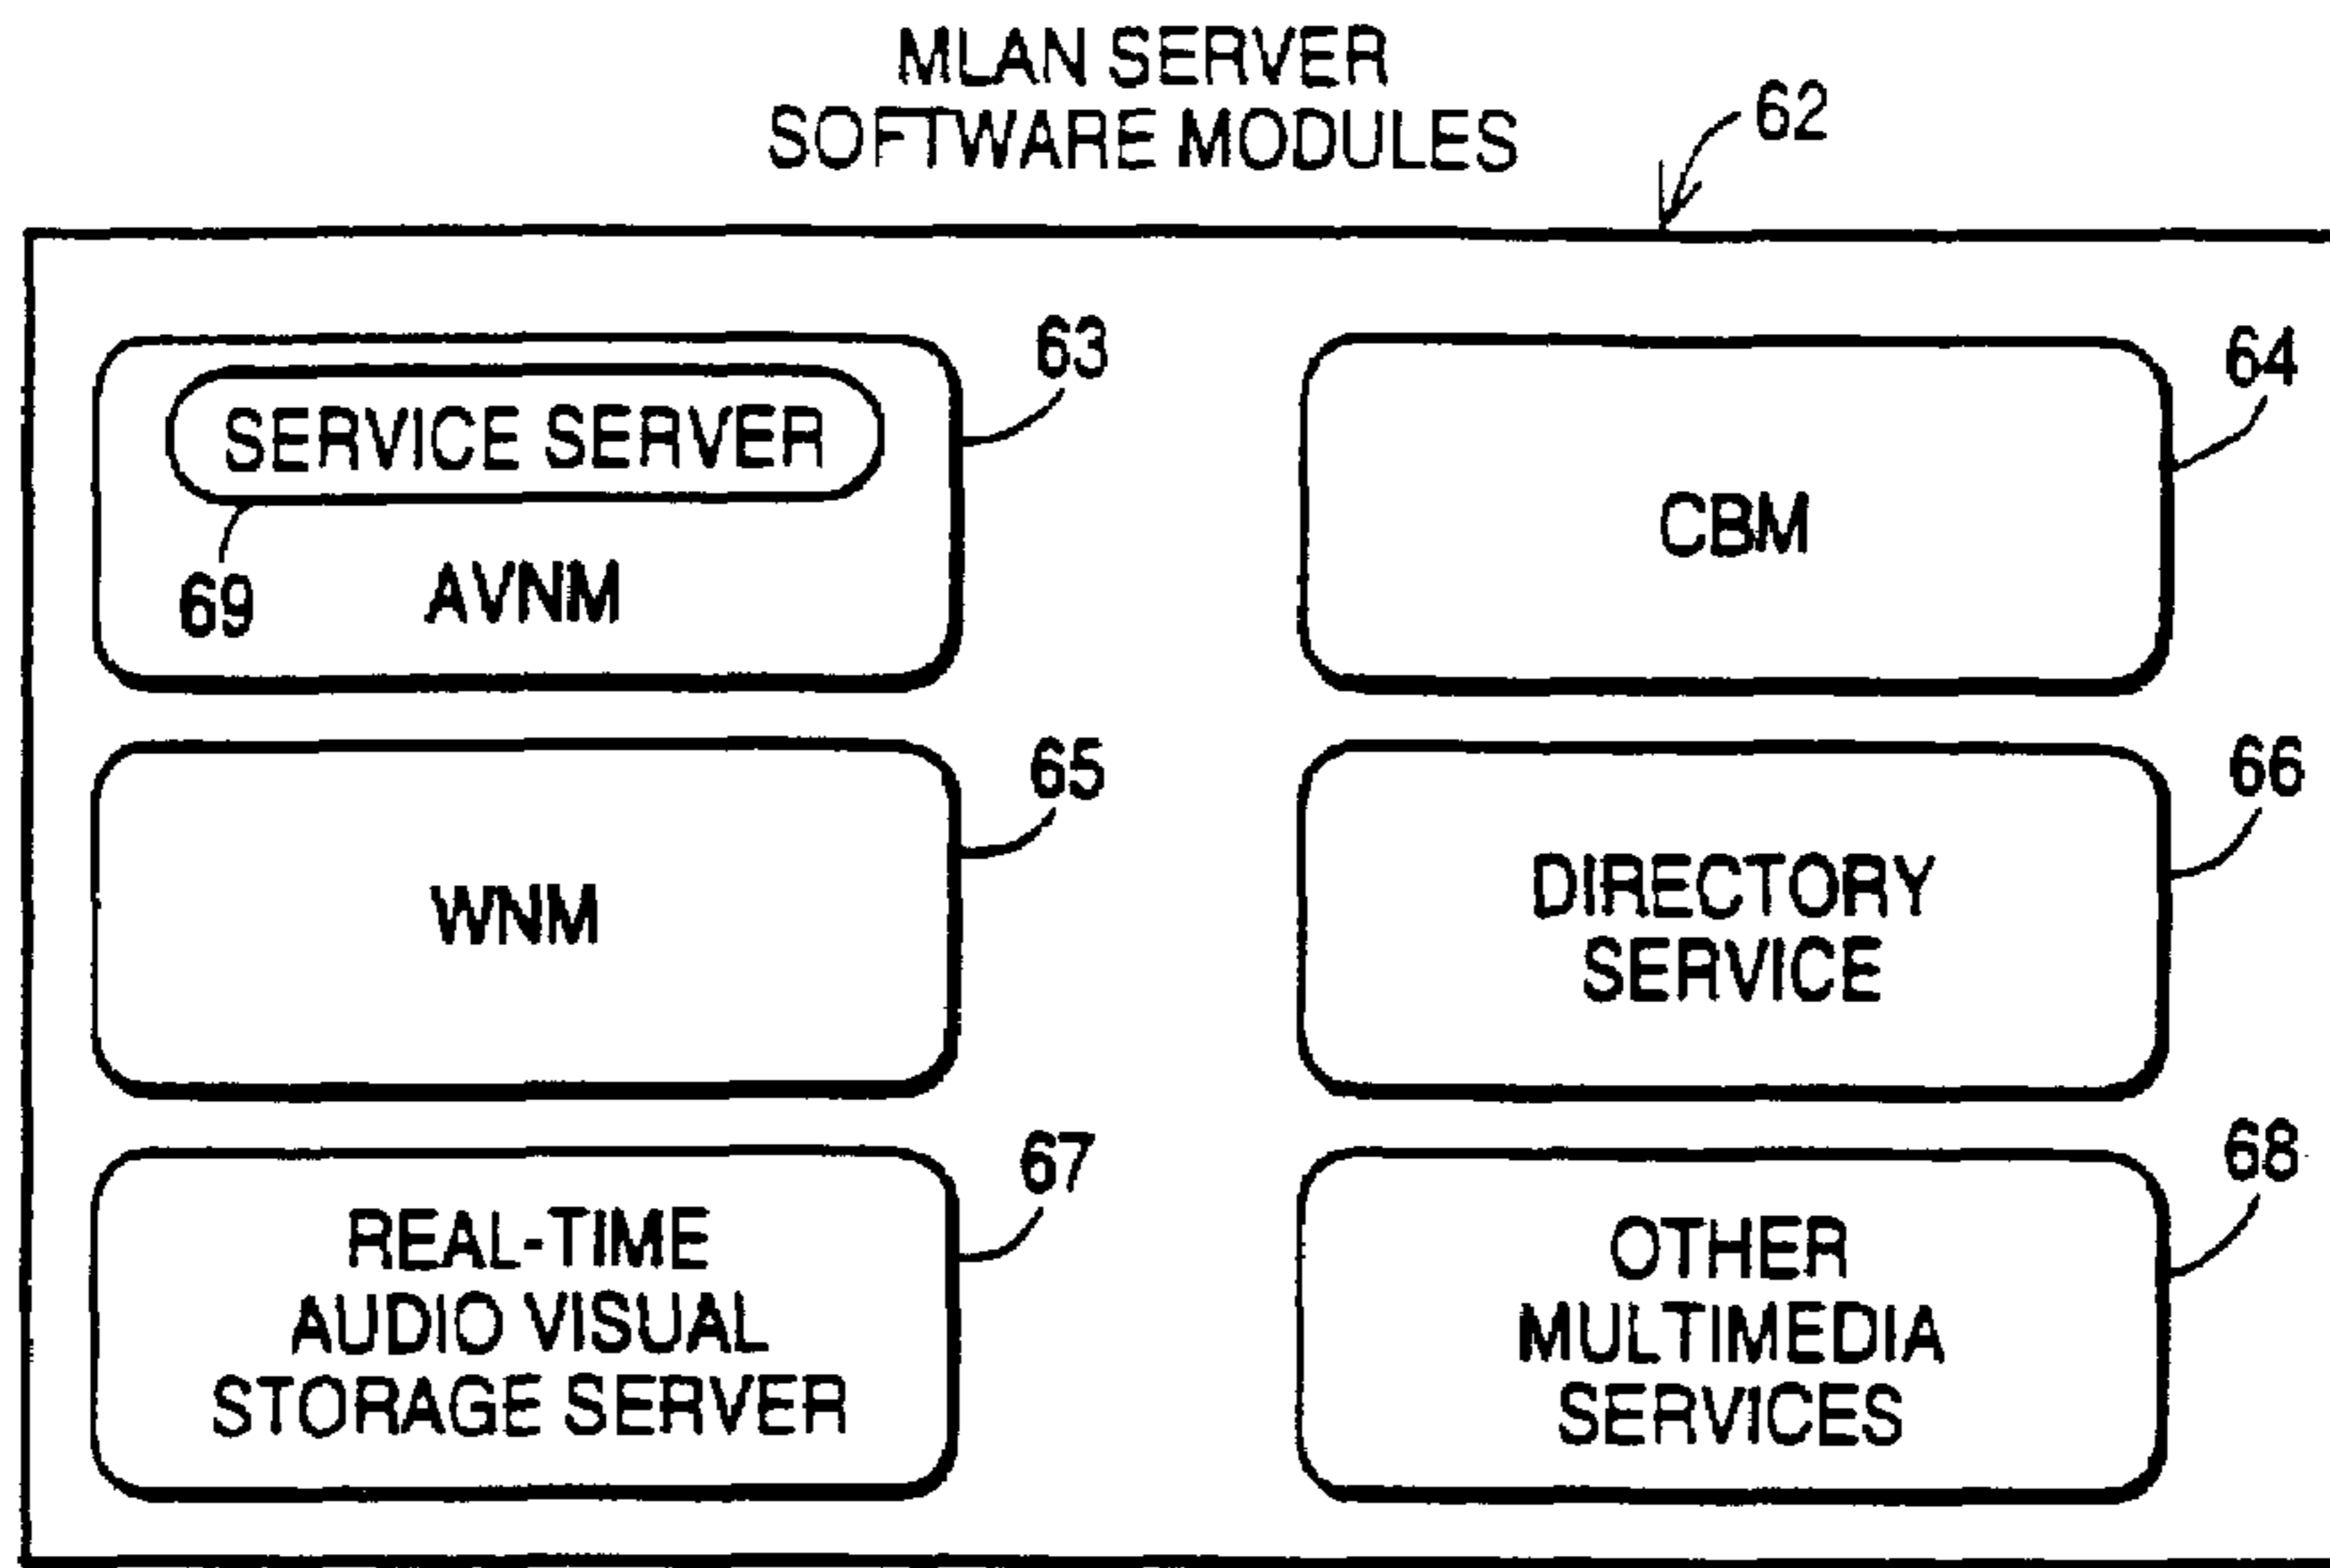 MLAN SERVER
SOFTWARE MODULES
62
63
SERVICE SERVER
69
AVNM
64
CBM
65
WNM
66
DIRECTORY
SERVICE
67
REAL-TIME
AUDIO VISUAL
STORAGE SERVER
68
OTHER
MULTIMEDIA
SERVICES